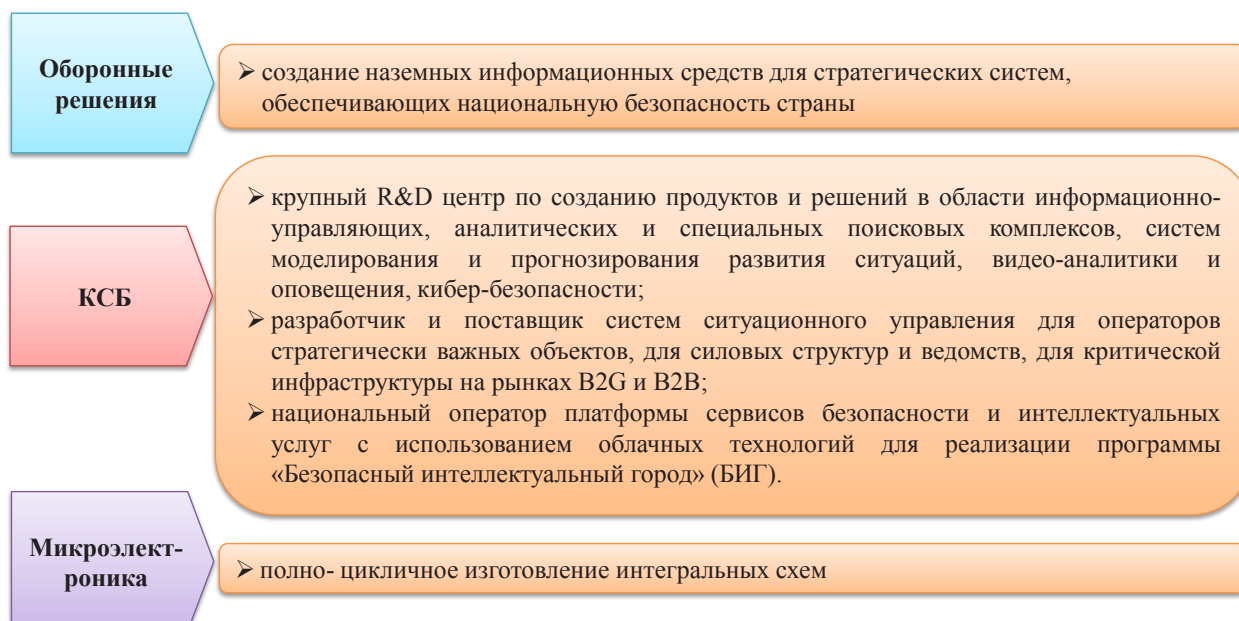 Оборонные
решения
➢ создание наземных информационных средств для стратегических систем,
обеспечивающих национальную безопасность страны
КСБ
➢ крупный R&D центр по созданию продуктов и решений в области информационно-
управляющих, аналитических и специальных поисковых комплексов, систем
моделирования и прогнозирования развития ситуаций, видео-аналитики и
оповещения, кибер-безопасности;
➢ разработчик и поставщик систем ситуационного управления для операторов
стратегически важных объектов, для силовых структур и ведомств, для критической
инфраструктуры на рынках B2G и B2B;
➢ национальный оператор платформы сервисов безопасности и интеллектуальных
услуг с использованием облачных технологий для реализации программы
«Безопасный интеллектуальный город» (БИГ).
Микроэлект-
роника
➢ полно- цикличное изготовление интегральных схем